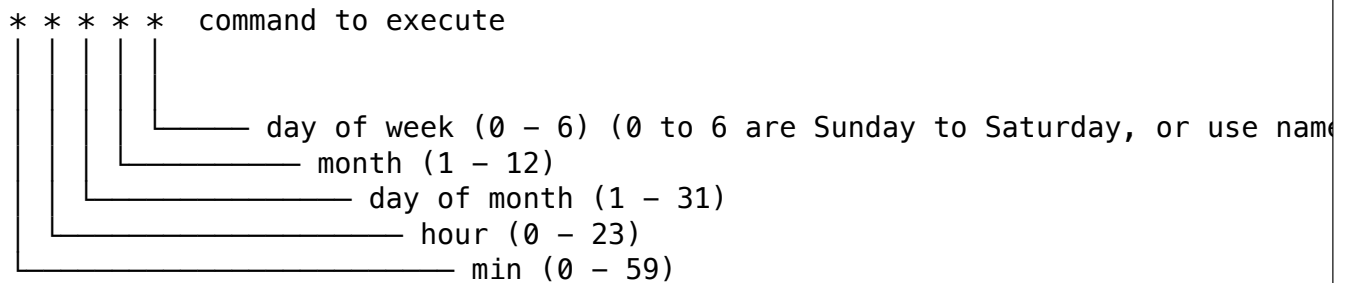 * * * * * command to execute
day of week (0 – 6) (0 to 6 are Sunday to Saturday, or use name
month (1 – 12)
day of month (1 – 31)
hour (0 – 23)
min (0 – 59)